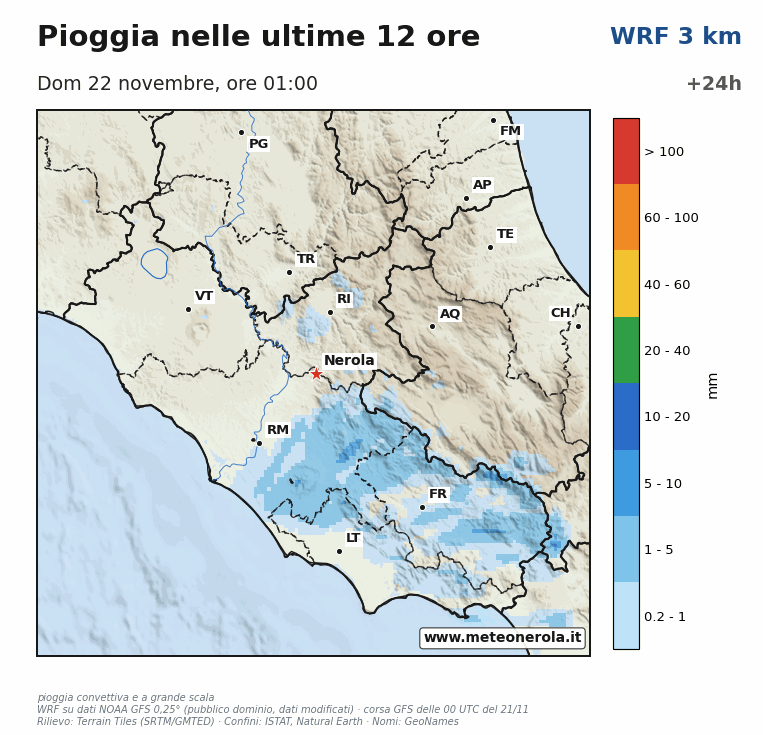 Pioggia nelle ultime 12 ore
WRF 3 km
Dom 22 novembre, ore 01:00
+24h
FM
PG
AP
TE
TR
VT
RI
AQ
CH
Nerola
RM
FR
LT
www.meteonerola.it
> 100
60 - 100
40 - 60
20 - 40
10 - 20
5 - 10
1 - 5
0.2 - 1
mm
pioggia convettiva e a grande scala
WRF su dati NOAA GFS 0,25° (pubblico dominio, dati modificati) · corsa GFS delle 00 UTC del 21/11
Rilievo: Terrain Tiles (SRTM/GMTED) · Confini: ISTAT, Natural Earth · Nomi: GeoNames